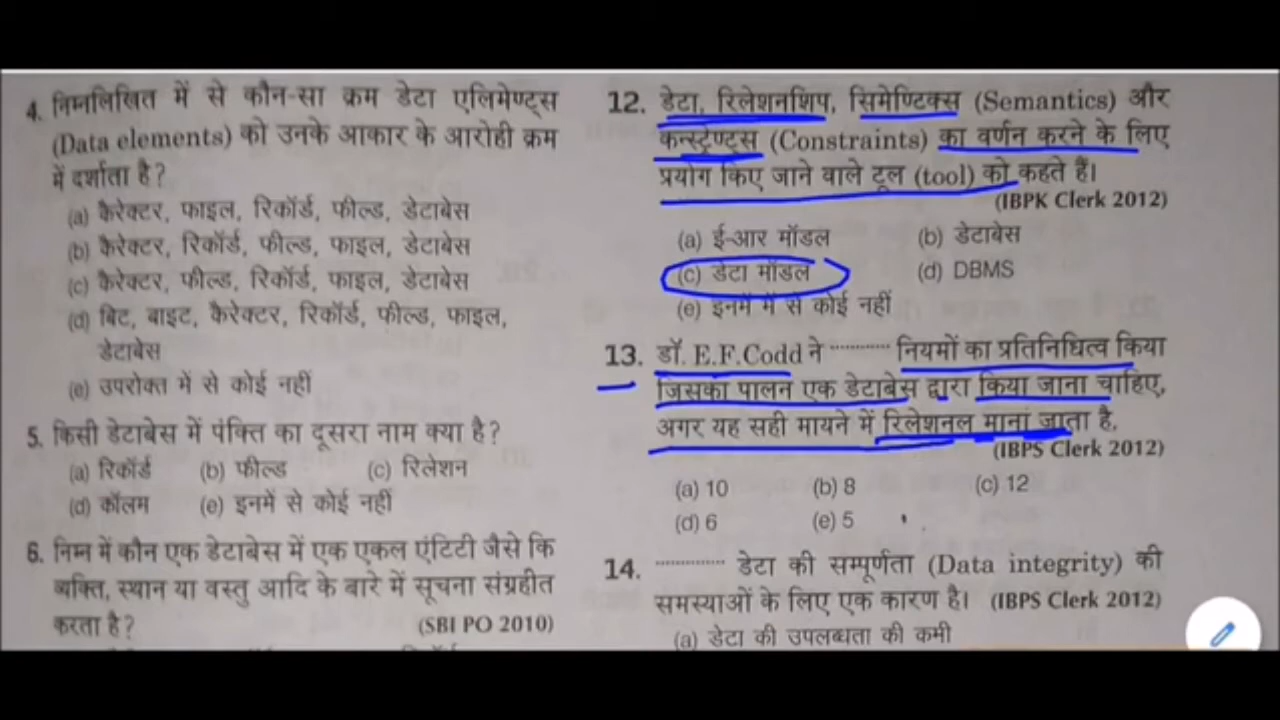 4. निम्नलिखित में से कौन-सा क्रम डेटा एलिमेण्ट्स
(Data elements) को उनके आकार के आरोही क्रम
में दर्शाता है?
(a) कैरेक्टर, फाइल, रिकॉर्ड, फील्ड, डेटाबेस
(b) कैरेक्टर, रिकॉर्ड, फील्ड, फाइल, डेटाबेस
(c) कैरेक्टर, फील्ड, रिकॉर्ड, फाइल, डेटाबेस
(d) बिट, बाइट, कैरेक्टर, रिकॉर्ड, फील्ड, फाइल,
डेटाबेस
(e) उपरोक्त में से कोई नहीं
5. किसी डेटाबेस में पंक्ति का दूसरा नाम क्या है?
(a) रिकॉर्ड (b) फील्ड (c) रिलेशन
(d) कॉलम (e) इनमें से कोई नहीं
6. निम्न में कौन एक डेटाबेस में एक एकल एंटिटी जैसे कि
व्यक्ति, स्थान या वस्तु आदि के बारे में सूचना संग्रहीत
करता है? (SBI PO 2010)
12. डेटा, रिलेशनशिप, सिमेण्टिक्स (Semantics) और
कन्स्ट्रेण्ट्स (Constraints) का वर्णन करने के लिए
प्रयोग किए जाने वाले टूल (tool) को कहते हैं।
(IBPK Clerk 2012)
(a) ई-आर मॉडल (b) डेटाबेस
(c) डेटा मॉडल (d) DBMS
(e) इनमें में से कोई नहीं
13. डॉ. E.F.Codd ने ············ नियमों का प्रतिनिधित्व किया
जिसका पालन एक डेटाबेस द्वारा किया जाना चाहिए,
अगर यह सही मायने में रिलेशनल माना जाता है.
(IBPS Clerk 2012)
(a) 10 (b) 8 (c) 12
(d) 6 (e) 5
14. ············ डेटा की सम्पूर्णता (Data integrity) की
समस्याओं के लिए एक कारण है। (IBPS Clerk 2012)
(a) डेटा की उपलब्धता की कमी